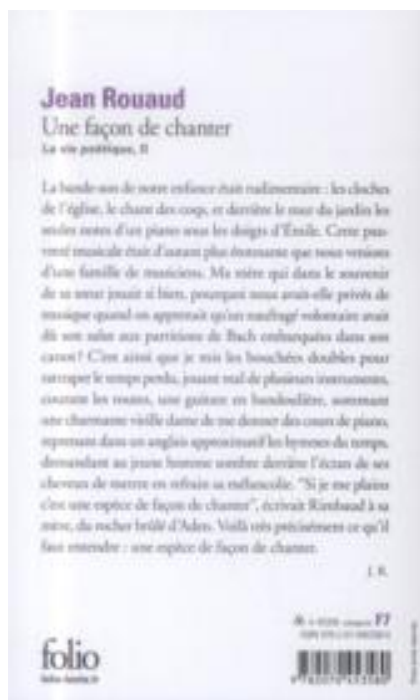 Jean Rouaud
Une façon de chanter
La vie poétique, II
La bande-son de notre enfance était rudimentaire : les cloches
de l'église, le chant des coqs, et derrière le mur du jardin les
seules notes d'un piano sous les doigts d'Émile. Cette pau-
vreté musicale était d'autant plus étonnante que nous venions
d'une famille de musiciens. Ma mère qui dans le souvenir
de sa sœur jouait si bien, pourquoi nous avait-elle privés de
musique quand on apprenait qu'un naufragé volontaire avait
dû son salut aux partitions de Bach embarquées dans son
canot ? C'est ainsi que je mis les bouchées doubles pour
rattraper le temps perdu, jouant mal de plusieurs instruments,
courant les routes, une guitare en bandoulière, sommant
une charmante vieille dame de me donner des cours de piano,
reprenant dans un anglais approximatif les hymnes du temps,
demandant au jeune homme sombre derrière l'écran de ses
cheveux de mettre en refrain sa mélancolie. "Si je me plains
c'est une espèce de façon de chanter", écrivait Rimbaud à sa
mère, du rocher brûlé d'Aden. Voilà très précisément ce qu'il
faut entendre : une espèce de façon de chanter.
J. R.
folio
F7